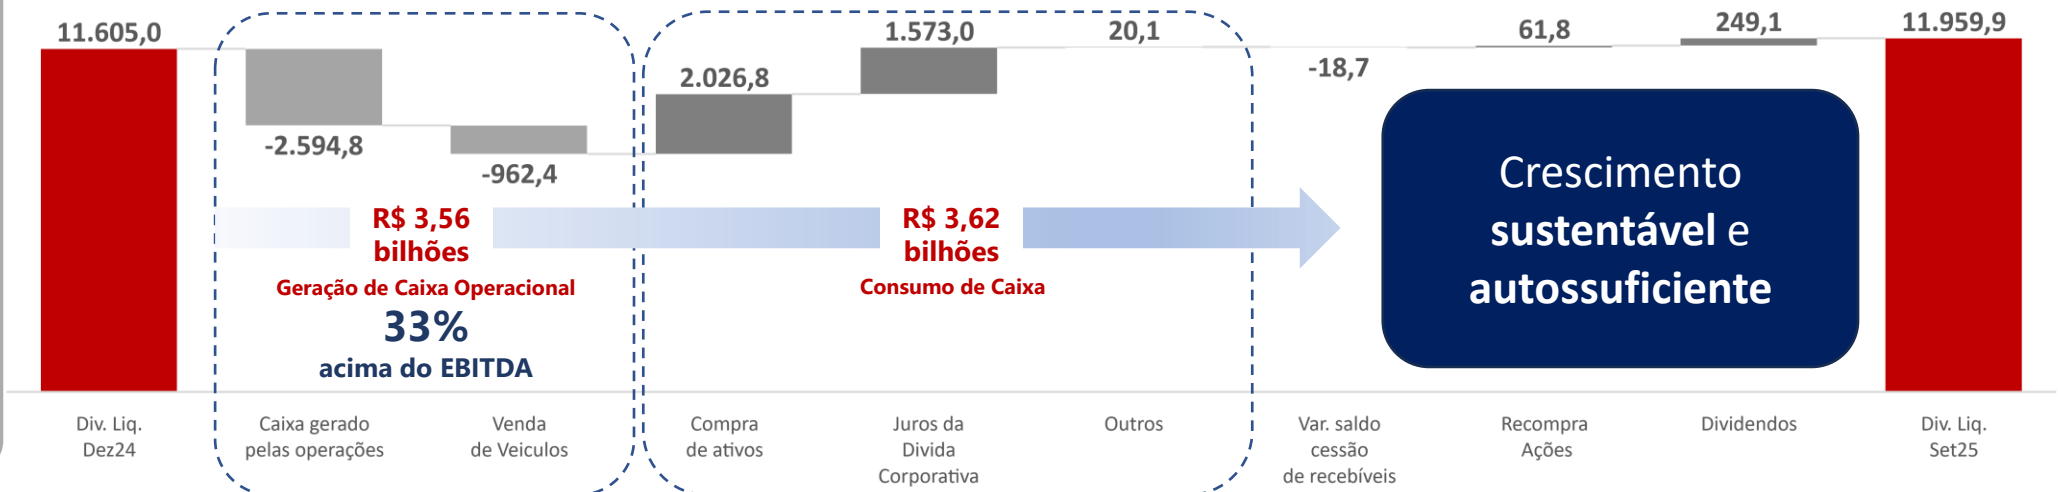 11.605,0
-2.594,8
-962,4
2.026,8
1.573,0
20,1
-18,7
61,8
249,1
11.959,9
R$ 3,56
bilhões
Geração de Caixa Operacional
33%
acima do EBITDA
R$ 3,62
bilhões
Consumo de Caixa
Crescimento
sustentável e
autossuficiente
Div. Liq.
Dez24
Caixa gerado
pelas operações
Venda
de Veiculos
Compra
de ativos
Juros da
Divida
Corporativa
Outros
Var. saldo
cessão
de recebíveis
Recompra
Ações
Dividendos
Div. Liq.
Set25